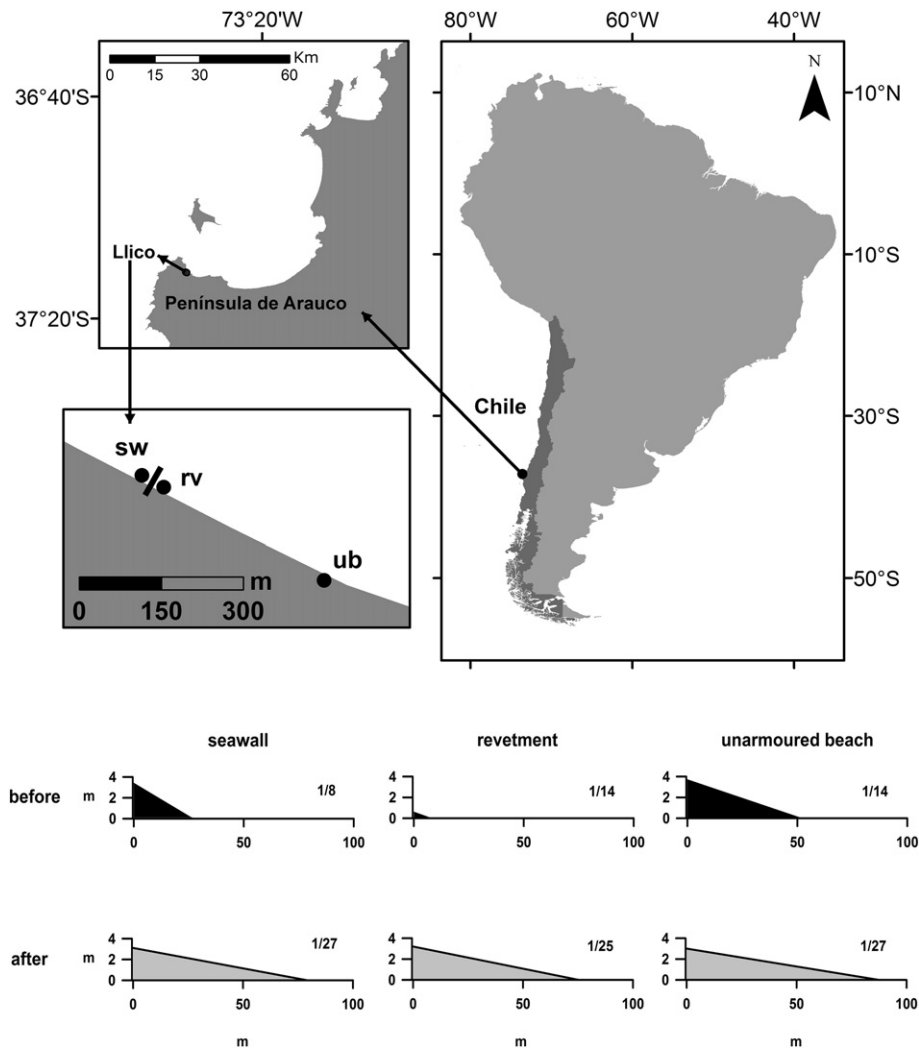 73°20'W
80°W 60°W 40°W
Km
0 15 30 60
36°40'S
37°20'S
Llico
Península de Arauco
N
10°N
10°S
30°S
50°S
Chile
sw
rv
ub
m
0 150 300
seawall revetment unarmoured beach
before m
4
2
0
1/8
0 50 100
4
2
0
1/14
0 50 100
4
2
0
1/14
0 50 100
after m
4
2
0
1/27
0 50 100
4
2
0
1/25
0 50 100
4
2
0
1/27
0 50 100
m m m